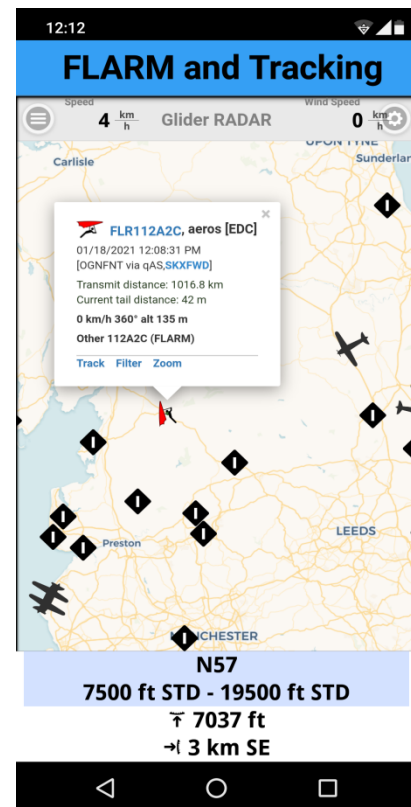 12:12
FLARM and Tracking
Speed
4 km/h
Glider RADAR
Wind Speed
0 km/h
Carlisle
UPON TYNE
Sunderlan
FLR112A2C, aeros [EDC]
×
01/18/2021 12:08:31 PM
[OGNFNT via qAS,SKXFWD]
Transmit distance: 1016.8 km
Current tail distance: 42 m
0 km/h 360° alt 135 m
Other 112A2C (FLARM)
Track Filter Zoom
LEEDS
Preston
NCHESTER
N57
7500 ft STD - 19500 ft STD
7037 ft
3 km SE